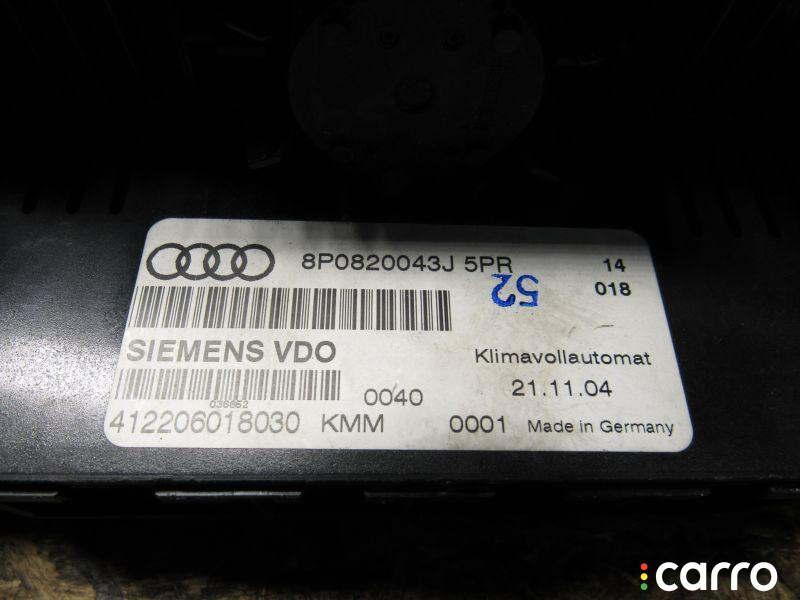 8P0820043J 5PR 14
018
52
SIEMENS VDO
Klimavollautomat
036652
0040
21.11.04
412206018030 KMM 0001 Made in Germany
carro